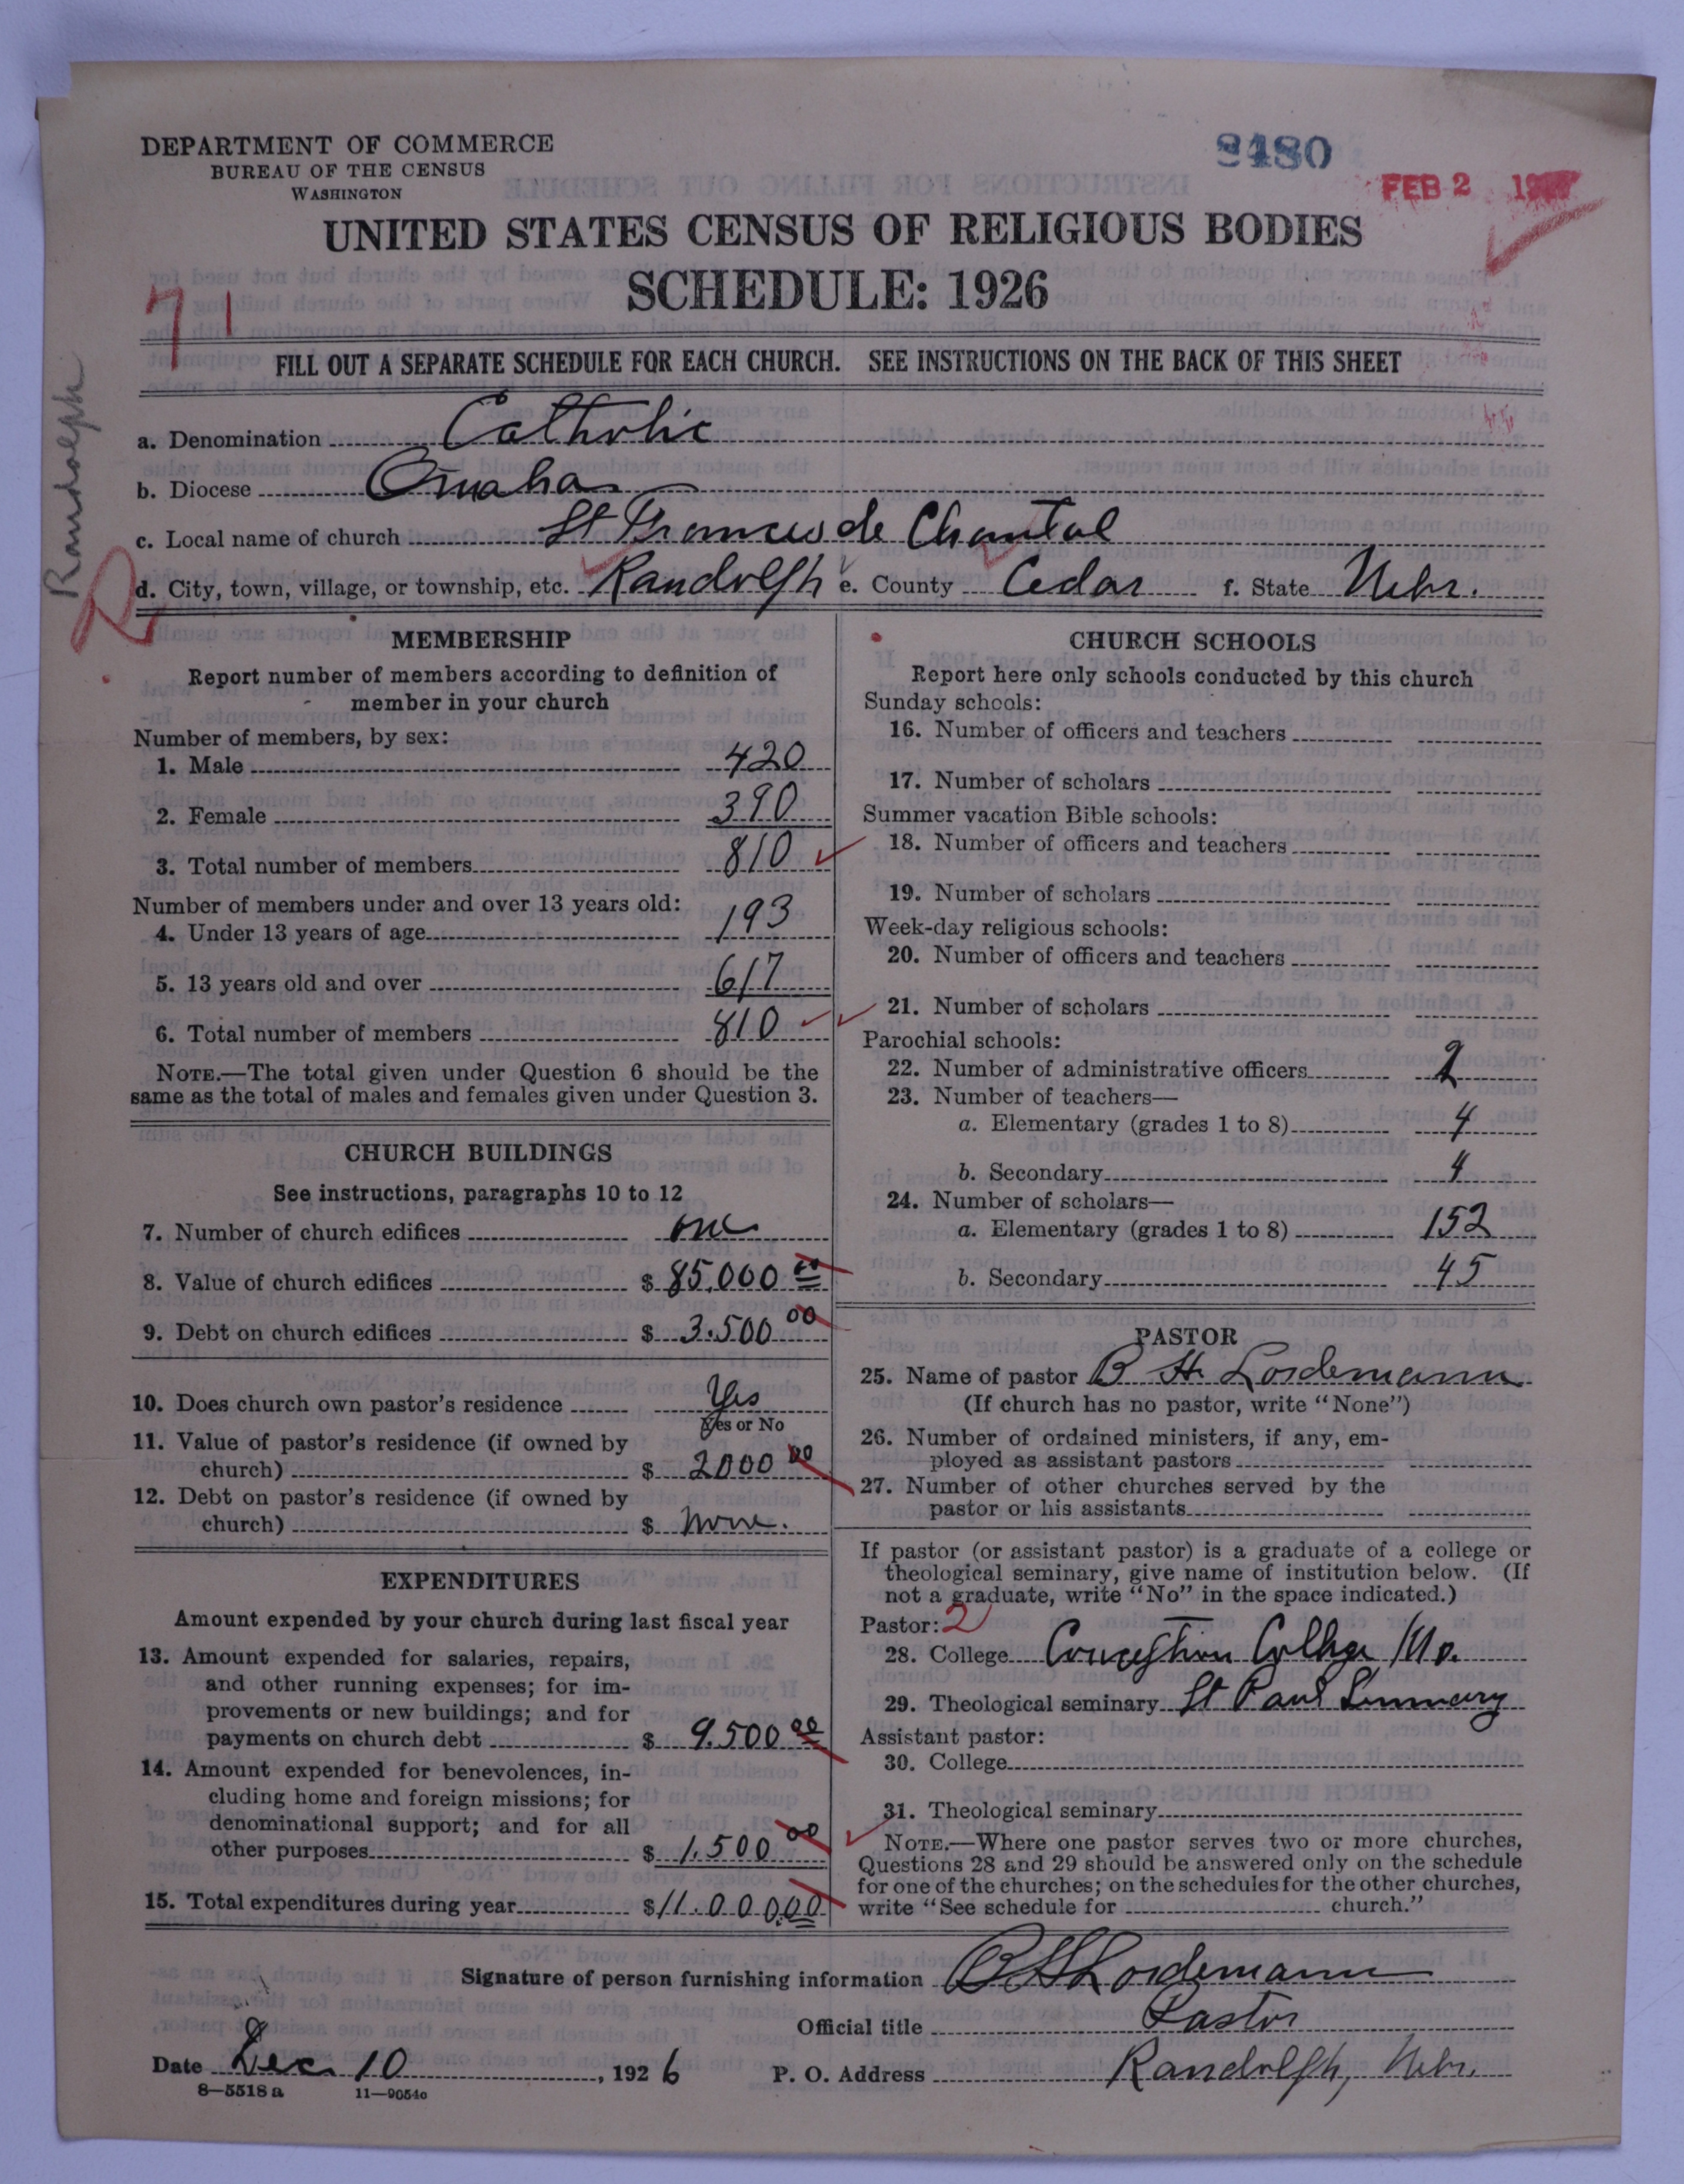 DEPARTMENT OF COMMERCE
BUREAU OF THE CENSUS
WASHINGTON
8480
FEB 2
UNITED STATES CENSUS OF RELIGIOUS BODIES
SCHEDULE: 1926
71
Randolph
FILL OUT A SEPARATE SCHEDULE FOR EACH CHURCH. SEE INSTRUCTIONS ON THE BACK OF THIS SHEET
a. Denomination Catholic
b. Diocese Omaha
c. Local name of church St Frances de Chantal
d. City, town, village, or township, etc. Randolph e. County Cedar f. State Nebr.
MEMBERSHIP
Report number of members according to definition of
member in your church
Number of members, by sex:
1. Male 420
2. Female 390
3. Total number of members 810
Number of members under and over 13 years old:
4. Under 13 years of age 193
5. 13 years old and over 617
6. Total number of members 810
NOTE.—The total given under Question 6 should be the
same as the total of males and females given under Question 3.
CHURCH BUILDINGS
See instructions, paragraphs 10 to 12
7. Number of church edifices one
8. Value of church edifices $ 85,000 00
9. Debt on church edifices $ 3.500 00
10. Does church own pastor's residence Yes
Yes or No
11. Value of pastor's residence (if owned by
church) $ 2000 00
12. Debt on pastor's residence (if owned by
church) $ none.
EXPENDITURES
Amount expended by your church during last fiscal year
13. Amount expended for salaries, repairs,
and other running expenses; for im-
provements or new buildings; and for
payments on church debt $ 9.500 00
14. Amount expended for benevolences, in-
cluding home and foreign missions; for
denominational support; and for all
other purposes $ 1.500 00
15. Total expenditures during year $ 11.000.00
CHURCH SCHOOLS
Report here only schools conducted by this church
Sunday schools:
16. Number of officers and teachers
17. Number of scholars
Summer vacation Bible schools:
18. Number of officers and teachers
19. Number of scholars
Week-day religious schools:
20. Number of officers and teachers
21. Number of scholars
Parochial schools:
22. Number of administrative officers 2
23. Number of teachers—
a. Elementary (grades 1 to 8) 4
b. Secondary 4
24. Number of scholars—
a. Elementary (grades 1 to 8) 152
b. Secondary 45
PASTOR
25. Name of pastor B H. Lordemann
(If church has no pastor, write "None")
26. Number of ordained ministers, if any, em-
ployed as assistant pastors
27. Number of other churches served by the
pastor or his assistants
If pastor (or assistant pastor) is a graduate of a college or
theological seminary, give name of institution below. (If
not a graduate, write "No" in the space indicated.)
Pastor: 2
28. College Conception College Mo.
29. Theological seminary St Paul Seminary
Assistant pastor:
30. College
31. Theological seminary
NOTE.—Where one pastor serves two or more churches,
Questions 28 and 29 should be answered only on the schedule
for one of the churches; on the schedules for the other churches,
write "See schedule for church."
Signature of person furnishing information B H Lordemann
Official title Pastor
Date Dec. 10, 1926 P. O. Address Randolph, Nebr.
8—5518 a 11—9054o